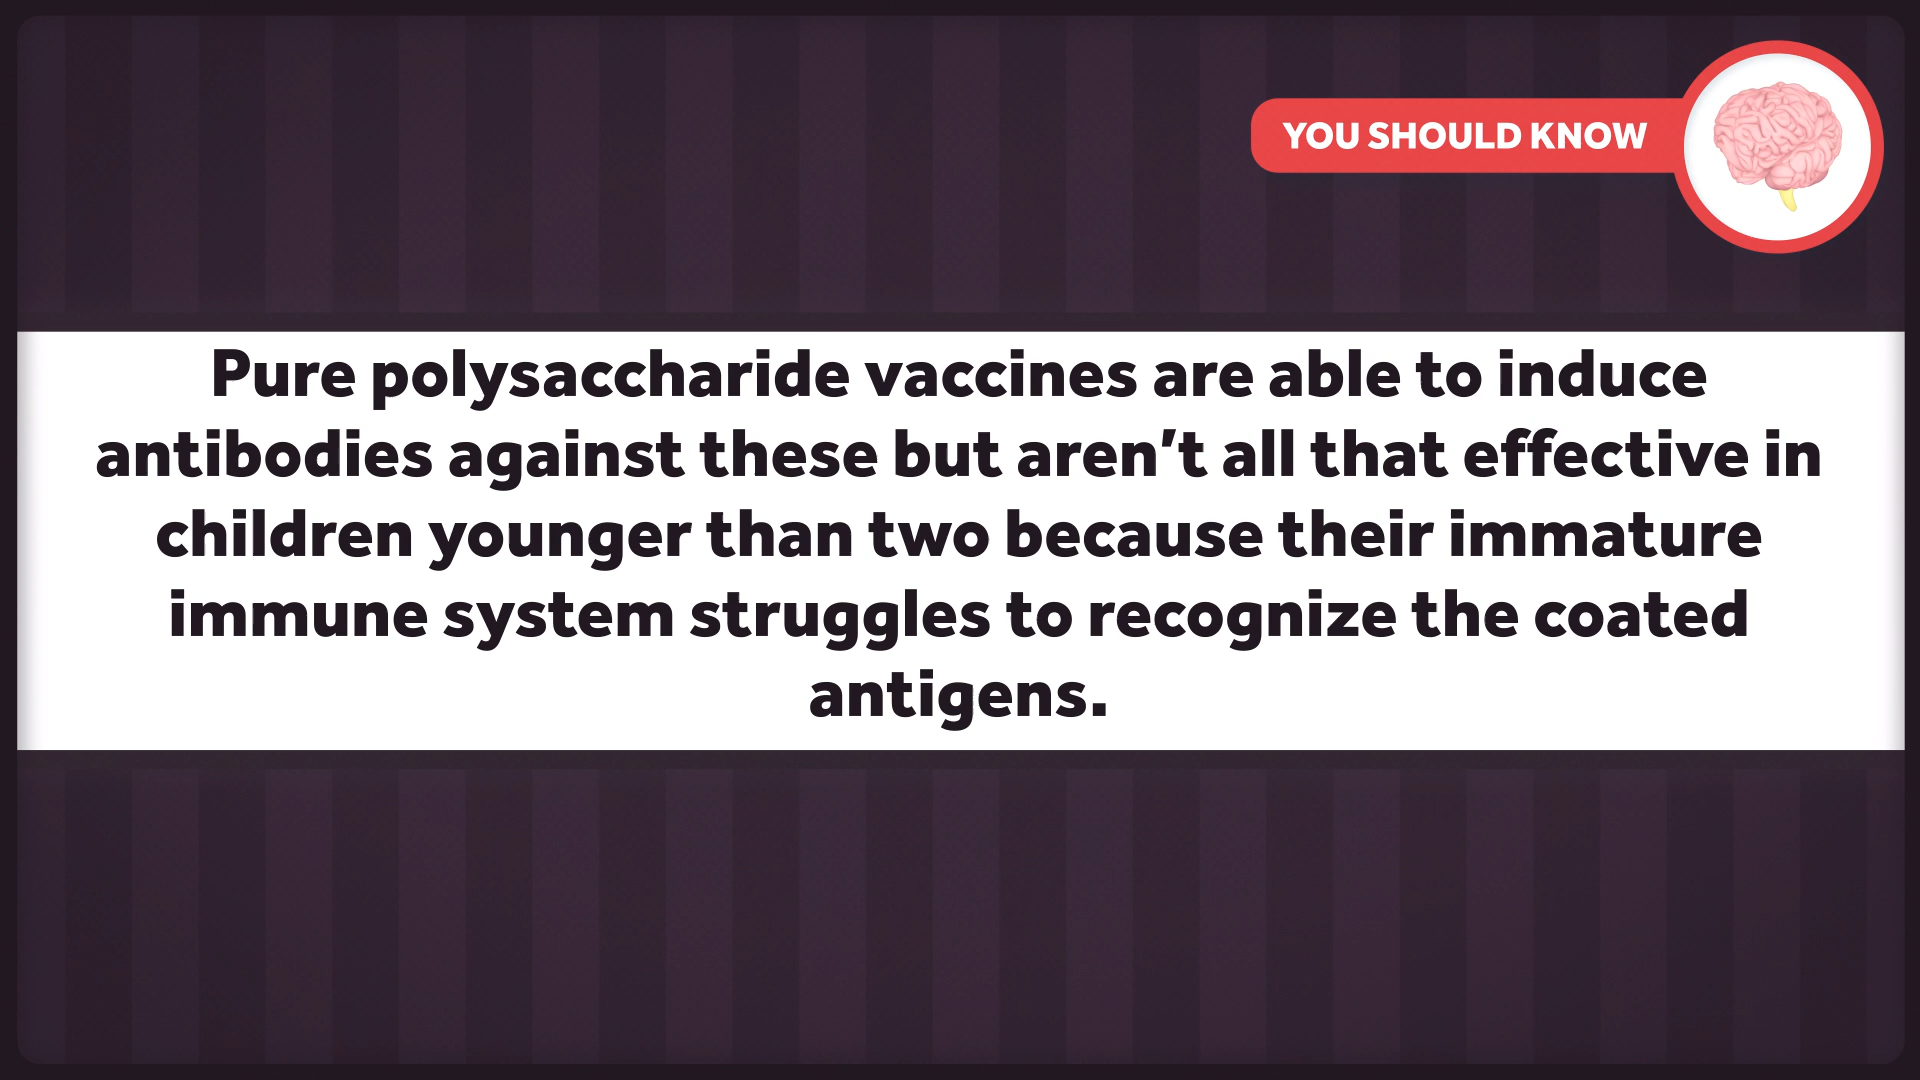 YOU SHOULD KNOW
Pure polysaccharide vaccines are able to induce
antibodies against these but aren’t all that effective in
children younger than two because their immature
immune system struggles to recognize the coated
antigens.